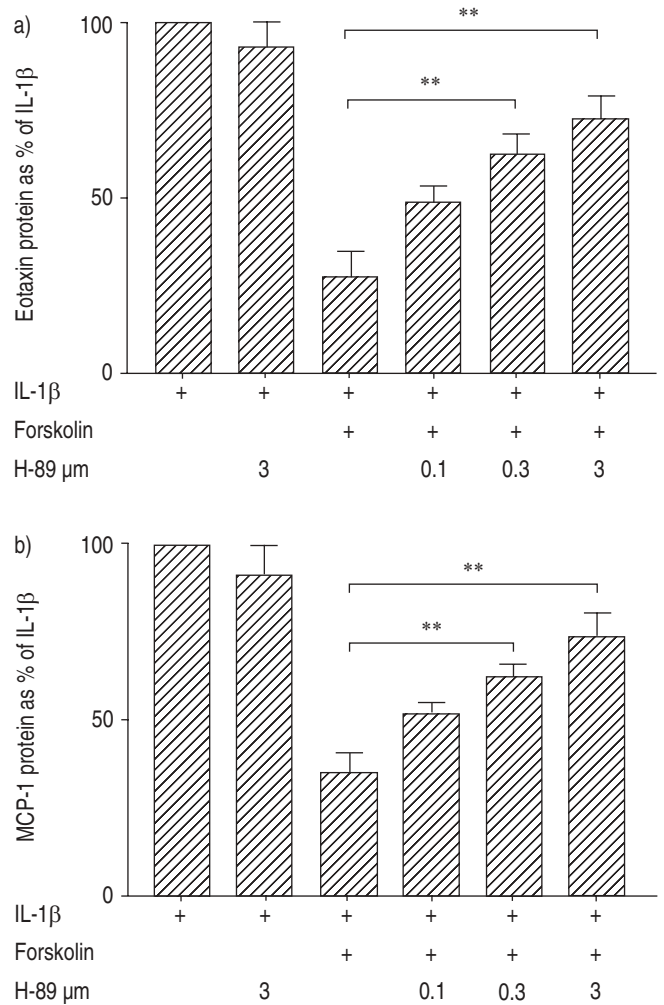 a)
Eotaxin protein as % of IL-1β
100
50
0
**
**
IL-1β + + + + + +
Forskolin + + + +
H-89 µm 3 0.1 0.3 3
b)
MCP-1 protein as % of IL-1β
100
50
0
**
**
IL-1β + + + + + +
Forskolin + + + +
H-89 µm 3 0.1 0.3 3